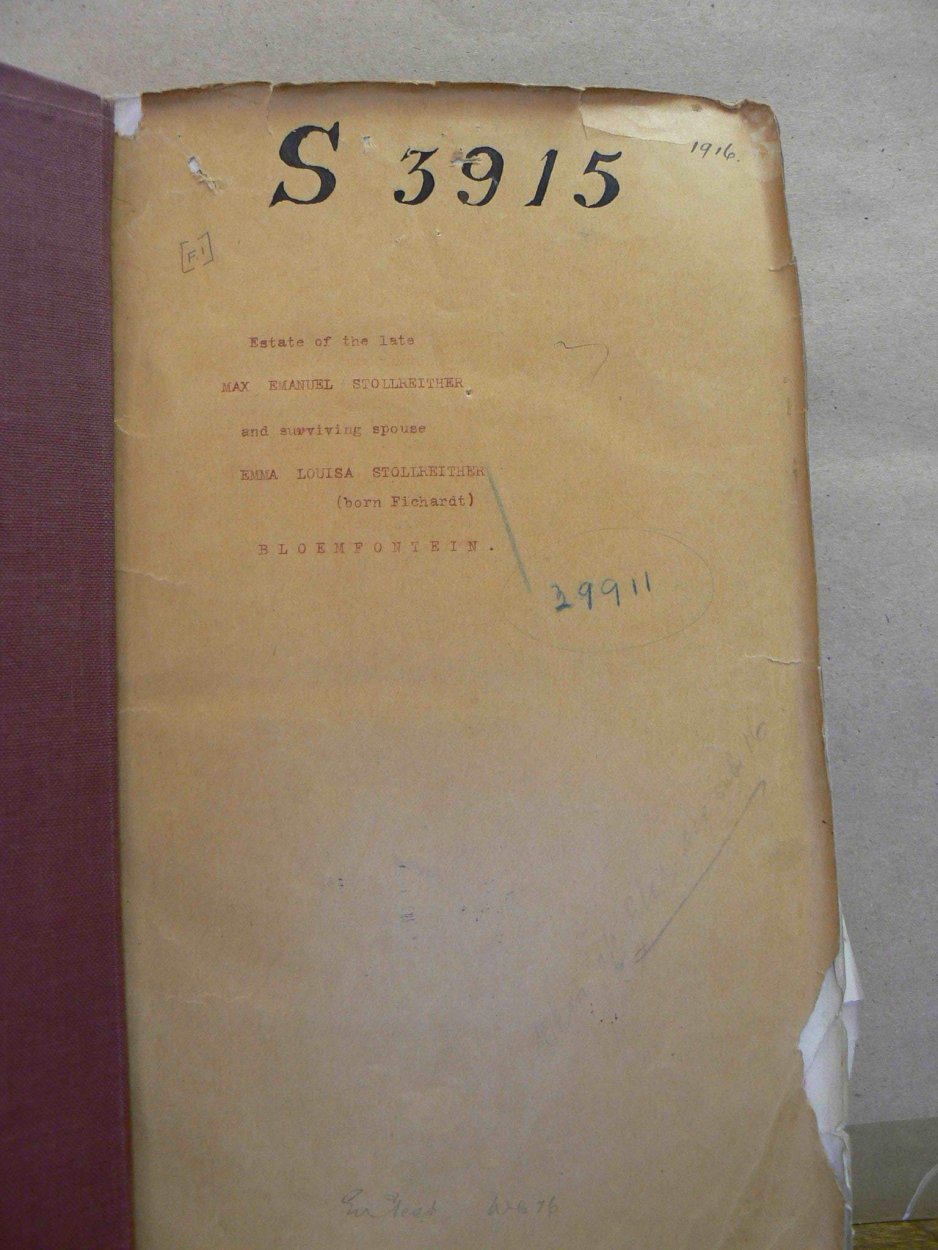 S 3915
1916.
[F.1]
Estate of the late
MAX EMANUEL STOLLREITHER
and surviving spouse
EMMA LOUISA STOLLREITHER
(born Fichardt)
BLOEMFONTEIN.
29911